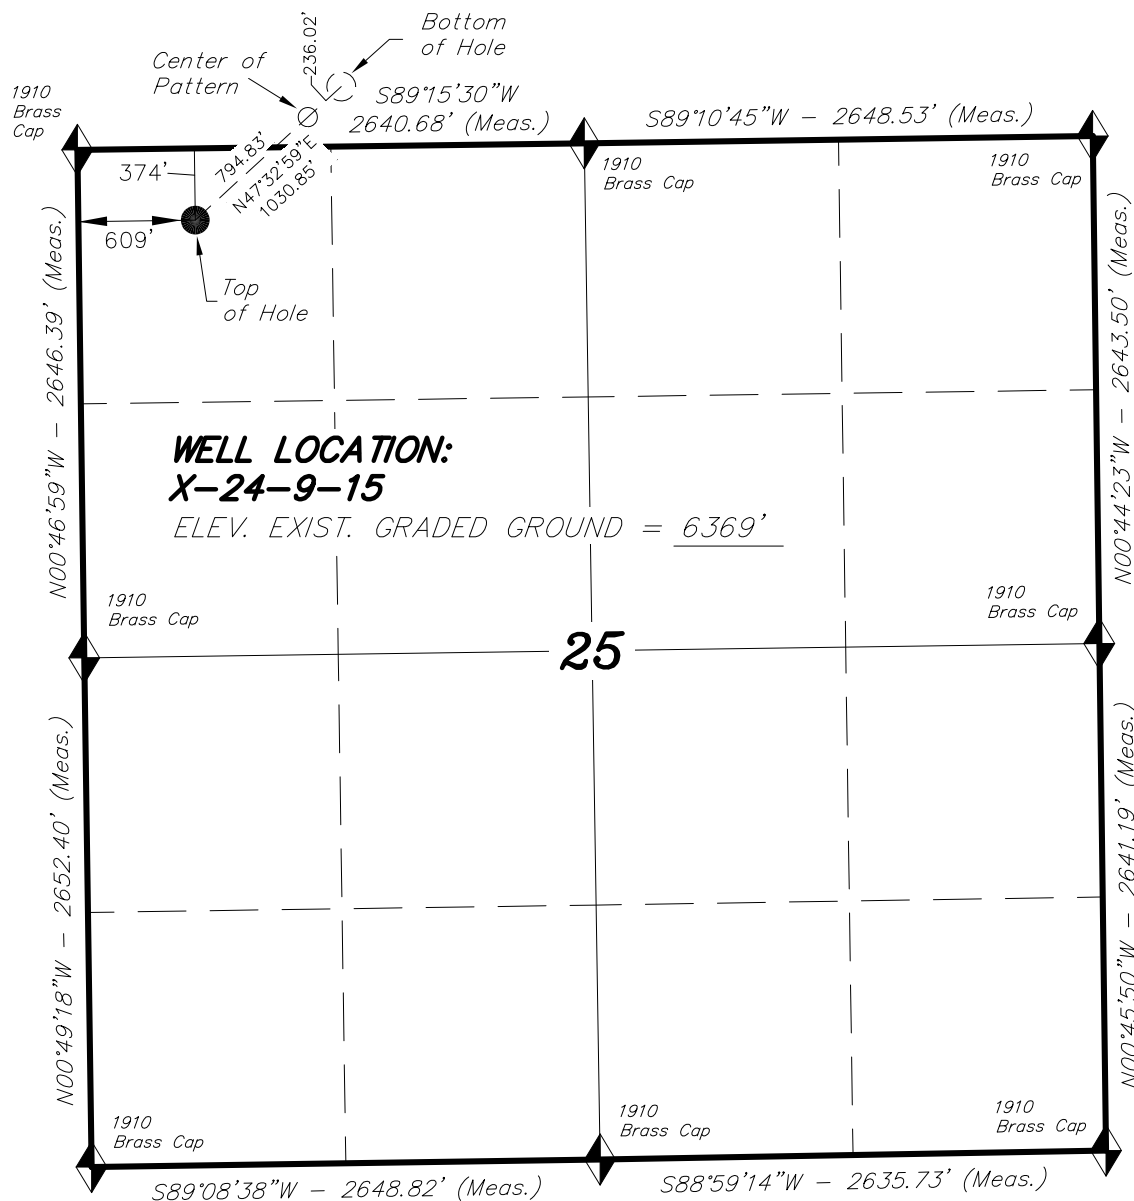 Bottom
of Hole
236.02'
Center of
Pattern
1910
Brass
Cap
S89°15'30"W
2640.68' (Meas.)
S89°10'45"W – 2648.53' (Meas.)
794.83'
N47°32'59"E
1030.85'
374'
609'
1910
Brass Cap
1910
Brass Cap
Top
of Hole
N00°46'59"W – 2646.39' (Meas.)
N00°44'23"W – 2643.50' (Meas.)
WELL LOCATION:
X–24–9–15
ELEV. EXIST. GRADED GROUND = 6369'
1910
Brass Cap
1910
Brass Cap
25
N00°49'18"W – 2652.40' (Meas.)
N00°45'50"W – 2641.19' (Meas.)
1910
Brass Cap
1910
Brass Cap
1910
Brass Cap
S89°08'38"W – 2648.82' (Meas.)
S88°59'14"W – 2635.73' (Meas.)